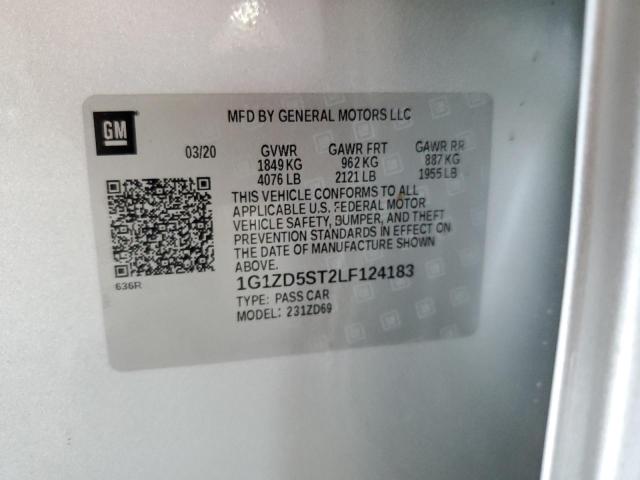 GM
MFD BY GENERAL MOTORS LLC
03/20 GVWR GAWR FRT GAWR RR
1849 KG 962 KG 887 KG
4076 LB 2121 LB 1955 LB
THIS VEHICLE CONFORMS TO ALL
APPLICABLE U.S. FEDERAL MOTOR
VEHICLE SAFETY, BUMPER, AND THEFT
PREVENTION STANDARDS IN EFFECT ON
THE DATE OF MANUFACTURE SHOWN
ABOVE.
636R
1G1ZD5ST2LF124183
TYPE: PASS CAR
MODEL: 231ZD69